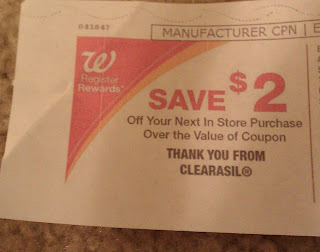 041647
MANUFACTURER CPN | E
W
Register
Rewards
SAVE $2
Off Your Next In Store Purchase
Over the Value of Coupon
THANK YOU FROM
CLEARASIL®